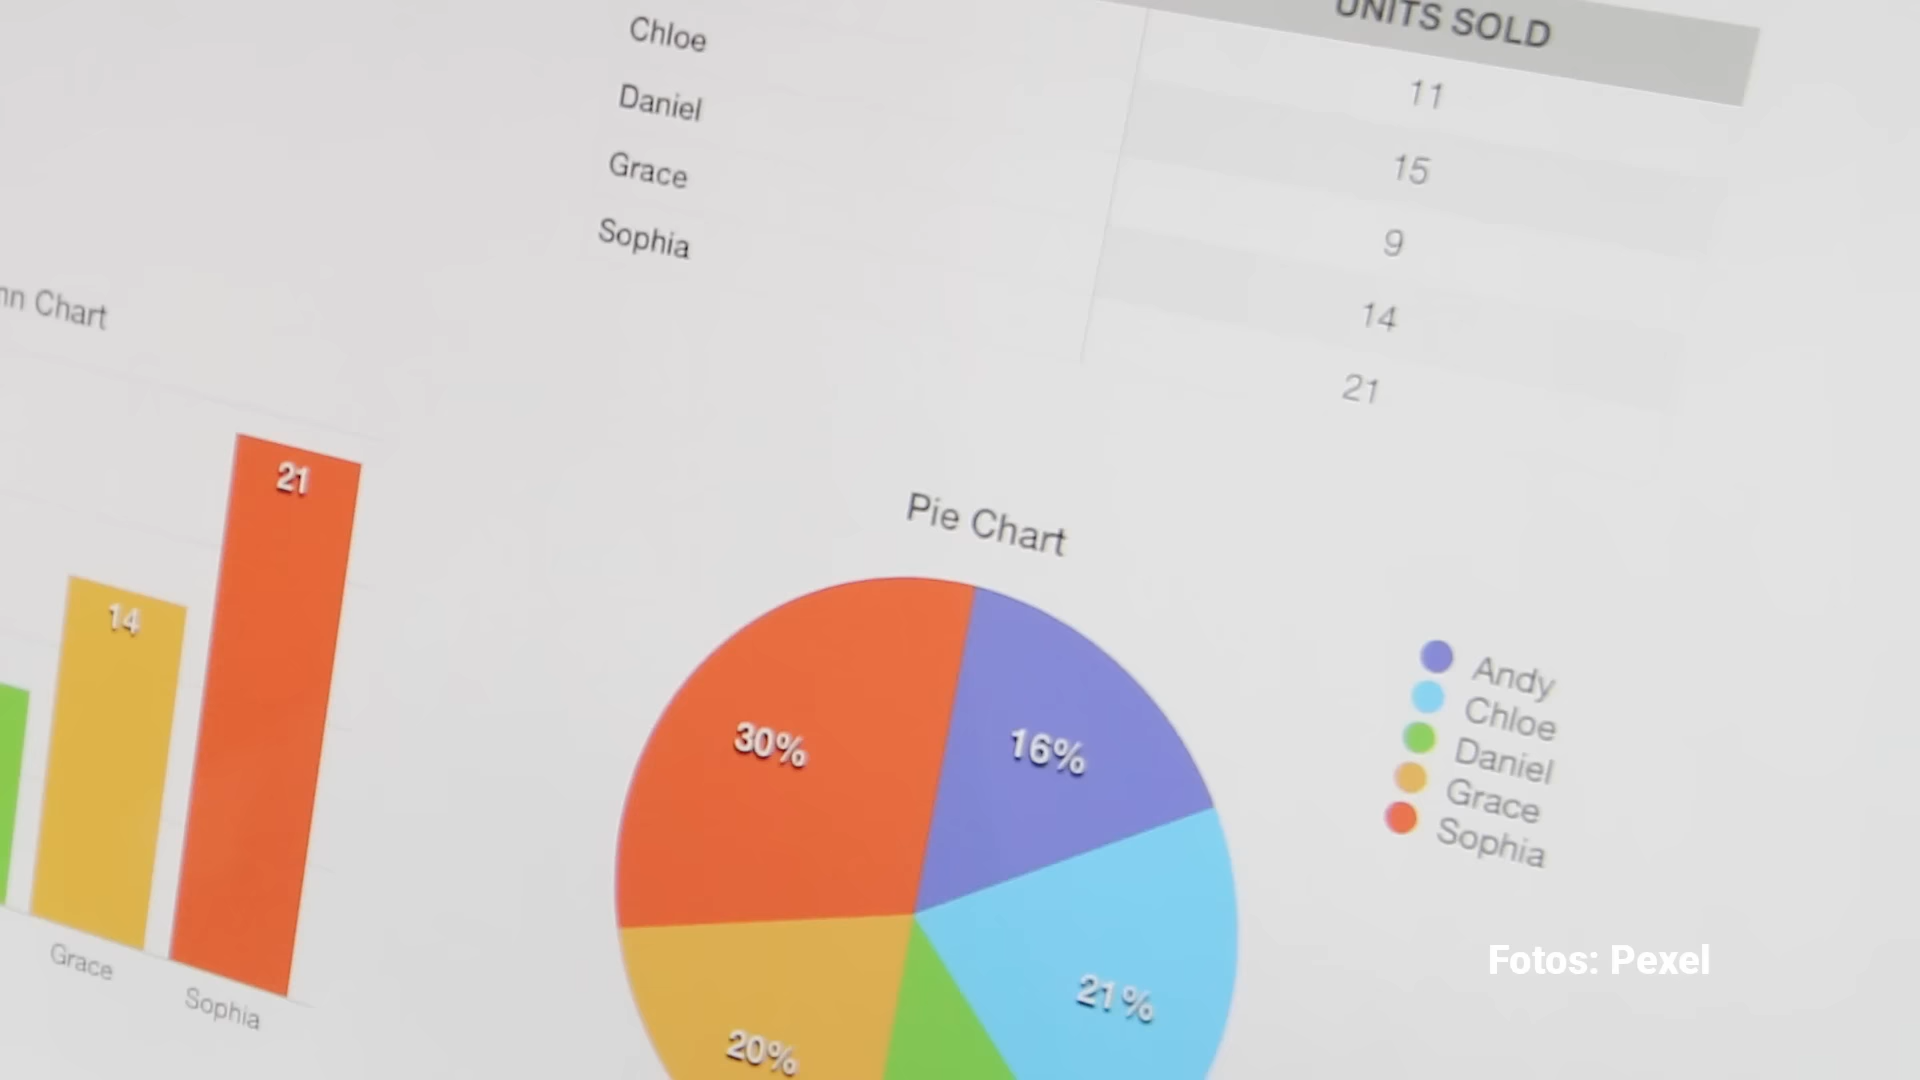 UNITS SOLD
Chloe
11
Daniel
15
Grace
9
Sophia
14
21
Chart
21
14
Grace
Sophia
Pie Chart
30%
16%
21%
20%
Andy
Chloe
Daniel
Grace
Sophia
Fotos: Pexel